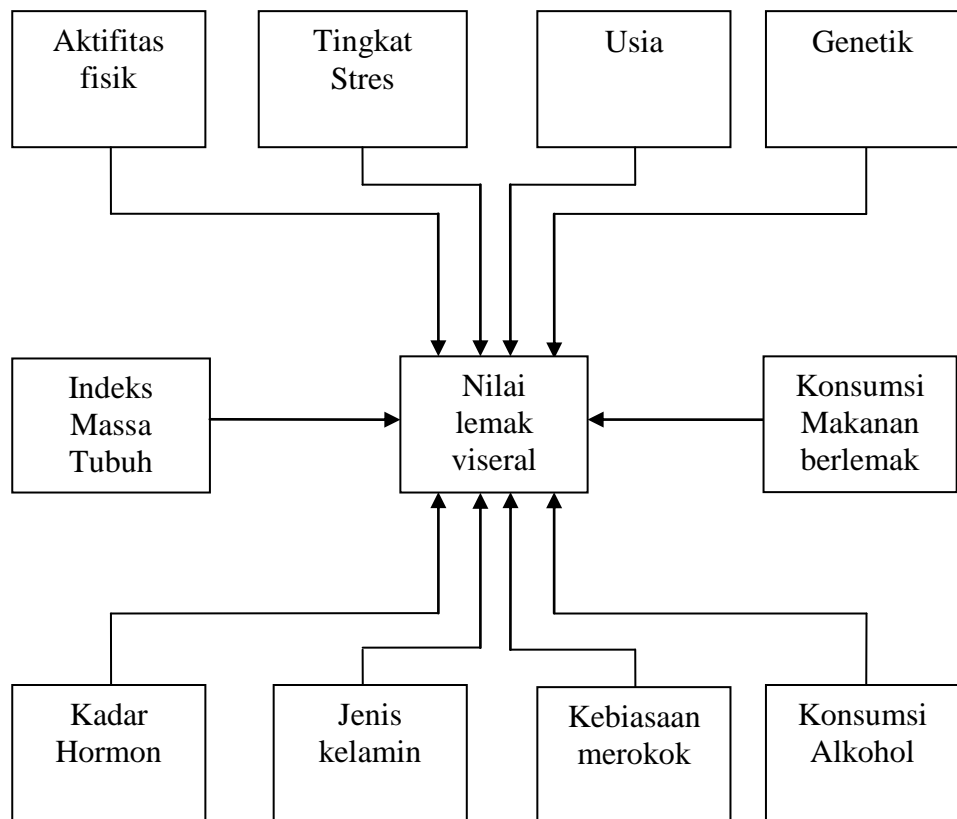 Aktifitas
fisik
Tingkat
Stres
Usia
Genetik
Indeks
Massa
Tubuh
Nilai
lemak
viseral
Konsumsi
Makanan
berlemak
Kadar
Hormon
Jenis
kelamin
Kebiasaan
merokok
Konsumsi
Alkohol